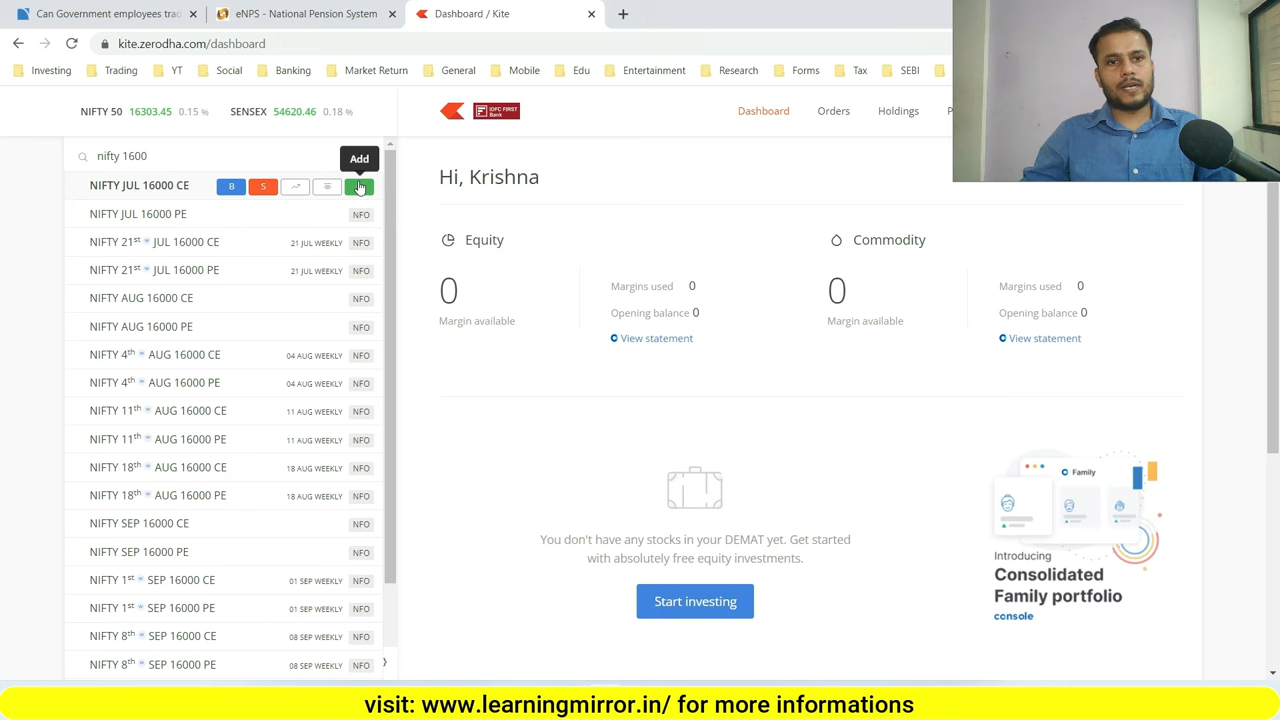 Can Government employees trad
eNPS - National Pension System
Dashboard / Kite
kite.zerodha.com/dashboard
Investing
Trading
YT
Social
Banking
Market Return
General
Mobile
Edu
Entertainment
Research
Forms
Tax
SEBI
NIFTY 50 16303.45 0.15 %
SENSEX 54620.46 0.18 %
IDFC FIRST
Bank
Dashboard
Orders
Holdings
P
nifty 1600
Add
NIFTY JUL 16000 CE B S
NIFTY JUL 16000 PE NFO
NIFTY 21st w JUL 16000 CE 21 JUL WEEKLY NFO
NIFTY 21st w JUL 16000 PE 21 JUL WEEKLY NFO
NIFTY AUG 16000 CE NFO
NIFTY AUG 16000 PE NFO
NIFTY 4th w AUG 16000 CE 04 AUG WEEKLY NFO
NIFTY 4th w AUG 16000 PE 04 AUG WEEKLY NFO
NIFTY 11th w AUG 16000 CE 11 AUG WEEKLY NFO
NIFTY 11th w AUG 16000 PE 11 AUG WEEKLY NFO
NIFTY 18th w AUG 16000 CE 18 AUG WEEKLY NFO
NIFTY 18th w AUG 16000 PE 18 AUG WEEKLY NFO
NIFTY SEP 16000 CE NFO
NIFTY SEP 16000 PE NFO
NIFTY 1st w SEP 16000 CE 01 SEP WEEKLY NFO
NIFTY 1st w SEP 16000 PE 01 SEP WEEKLY NFO
NIFTY 8th w SEP 16000 CE 08 SEP WEEKLY NFO
NIFTY 8th w SEP 16000 PE 08 SEP WEEKLY NFO
Hi, Krishna
Equity
0
Margin available
Margins used 0
Opening balance 0
View statement
Commodity
0
Margin available
Margins used 0
Opening balance 0
View statement
You don't have any stocks in your DEMAT yet. Get started
with absolutely free equity investments.
Start investing
Family
Introducing
Consolidated
Family portfolio
console
visit: www.learningmirror.in/ for more informations